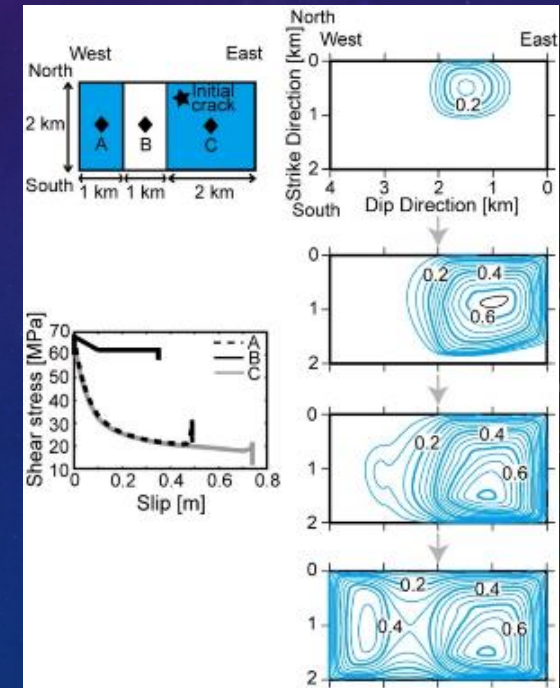 West East
North
Initial crack
2 km
A B C
South
1 km 1 km 2 km
North
West East
Strike Direction [km]
0
1
2
0.2
4 3 2 1 0
South Dip Direction [km]
0
1
2
0.2 0.4
0.6
0
1
2
0.2 0.4
0.6
0
1
2
0.2 0.4
0.4 0.6
Shear stress [MPa]
70
60
50
40
30
20
10
A
B
C
0 0.2 0.4 0.6 0.8
Slip [m]